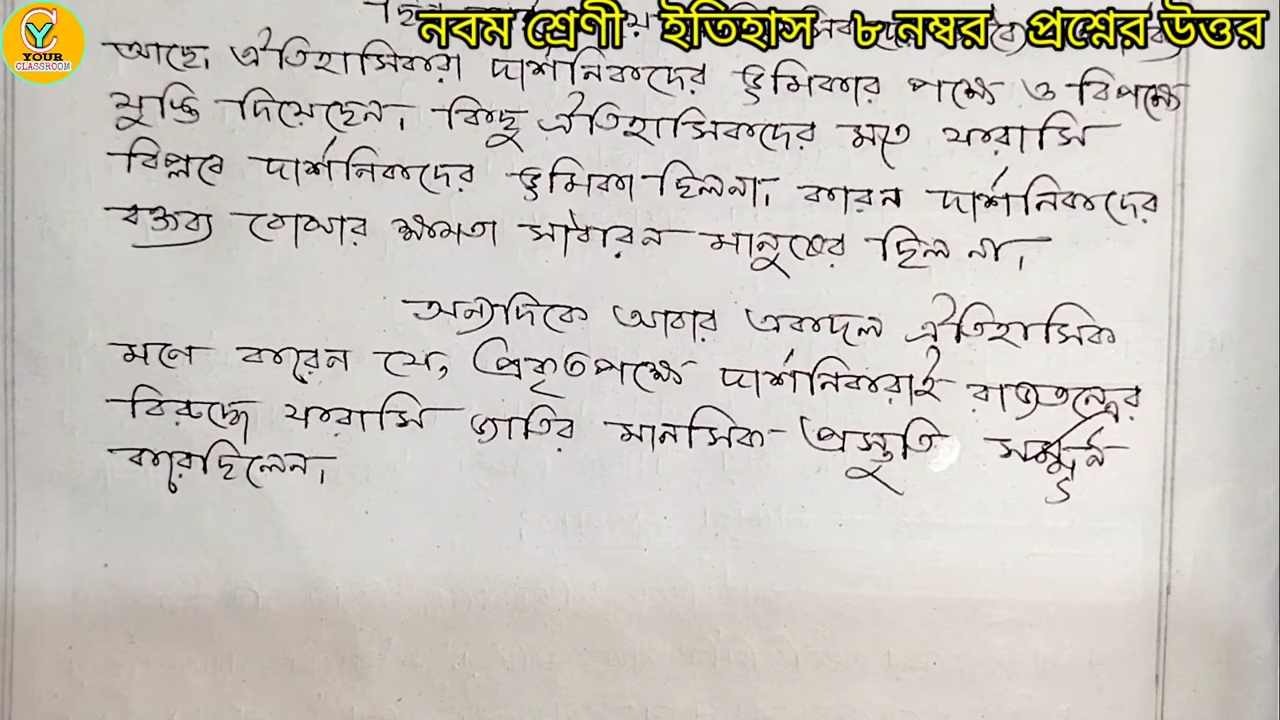 নবম শ্রেণী ইতিহাস ৮ নম্বর প্রশ্নের উত্তর
YOUR
CLASSROOM
আছে, ঐতিহাসিকরা দার্শনিকদের ভূমিকার পক্ষে ও বিপক্ষে
যুক্তি দিয়েছেন। কিছু ঐতিহাসিকদের মতে ফরাসি
বিপ্লবে দার্শনিকদের ভূমিকা ছিলনা। কারন দার্শনিকদের
বক্তব্য বোঝার ক্ষমতা সাধারন মানুষের ছিল না।
অন্যদিকে আবার একদল ঐতিহাসিক
মনে করেন যে, প্রকৃতপক্ষে দার্শনিকরাই রাজতন্ত্রের
বিরুদ্ধে ফরাসি জাতির মানসিক প্রস্তুতি সম্পূর্ন
করেছিলেন।